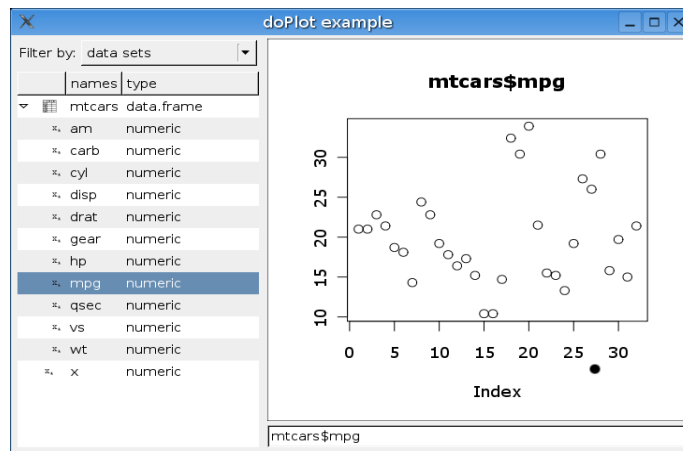 doPlot example
Filter by: data sets
names type
mtcars data.frame
am numeric
carb numeric
cyl numeric
disp numeric
drat numeric
gear numeric
hp numeric
mpg numeric
qsec numeric
vs numeric
wt numeric
x numeric
mtcars$mpg
30
25
20
15
10
0 5 10 15 20 25 30
Index
mtcars$mpg